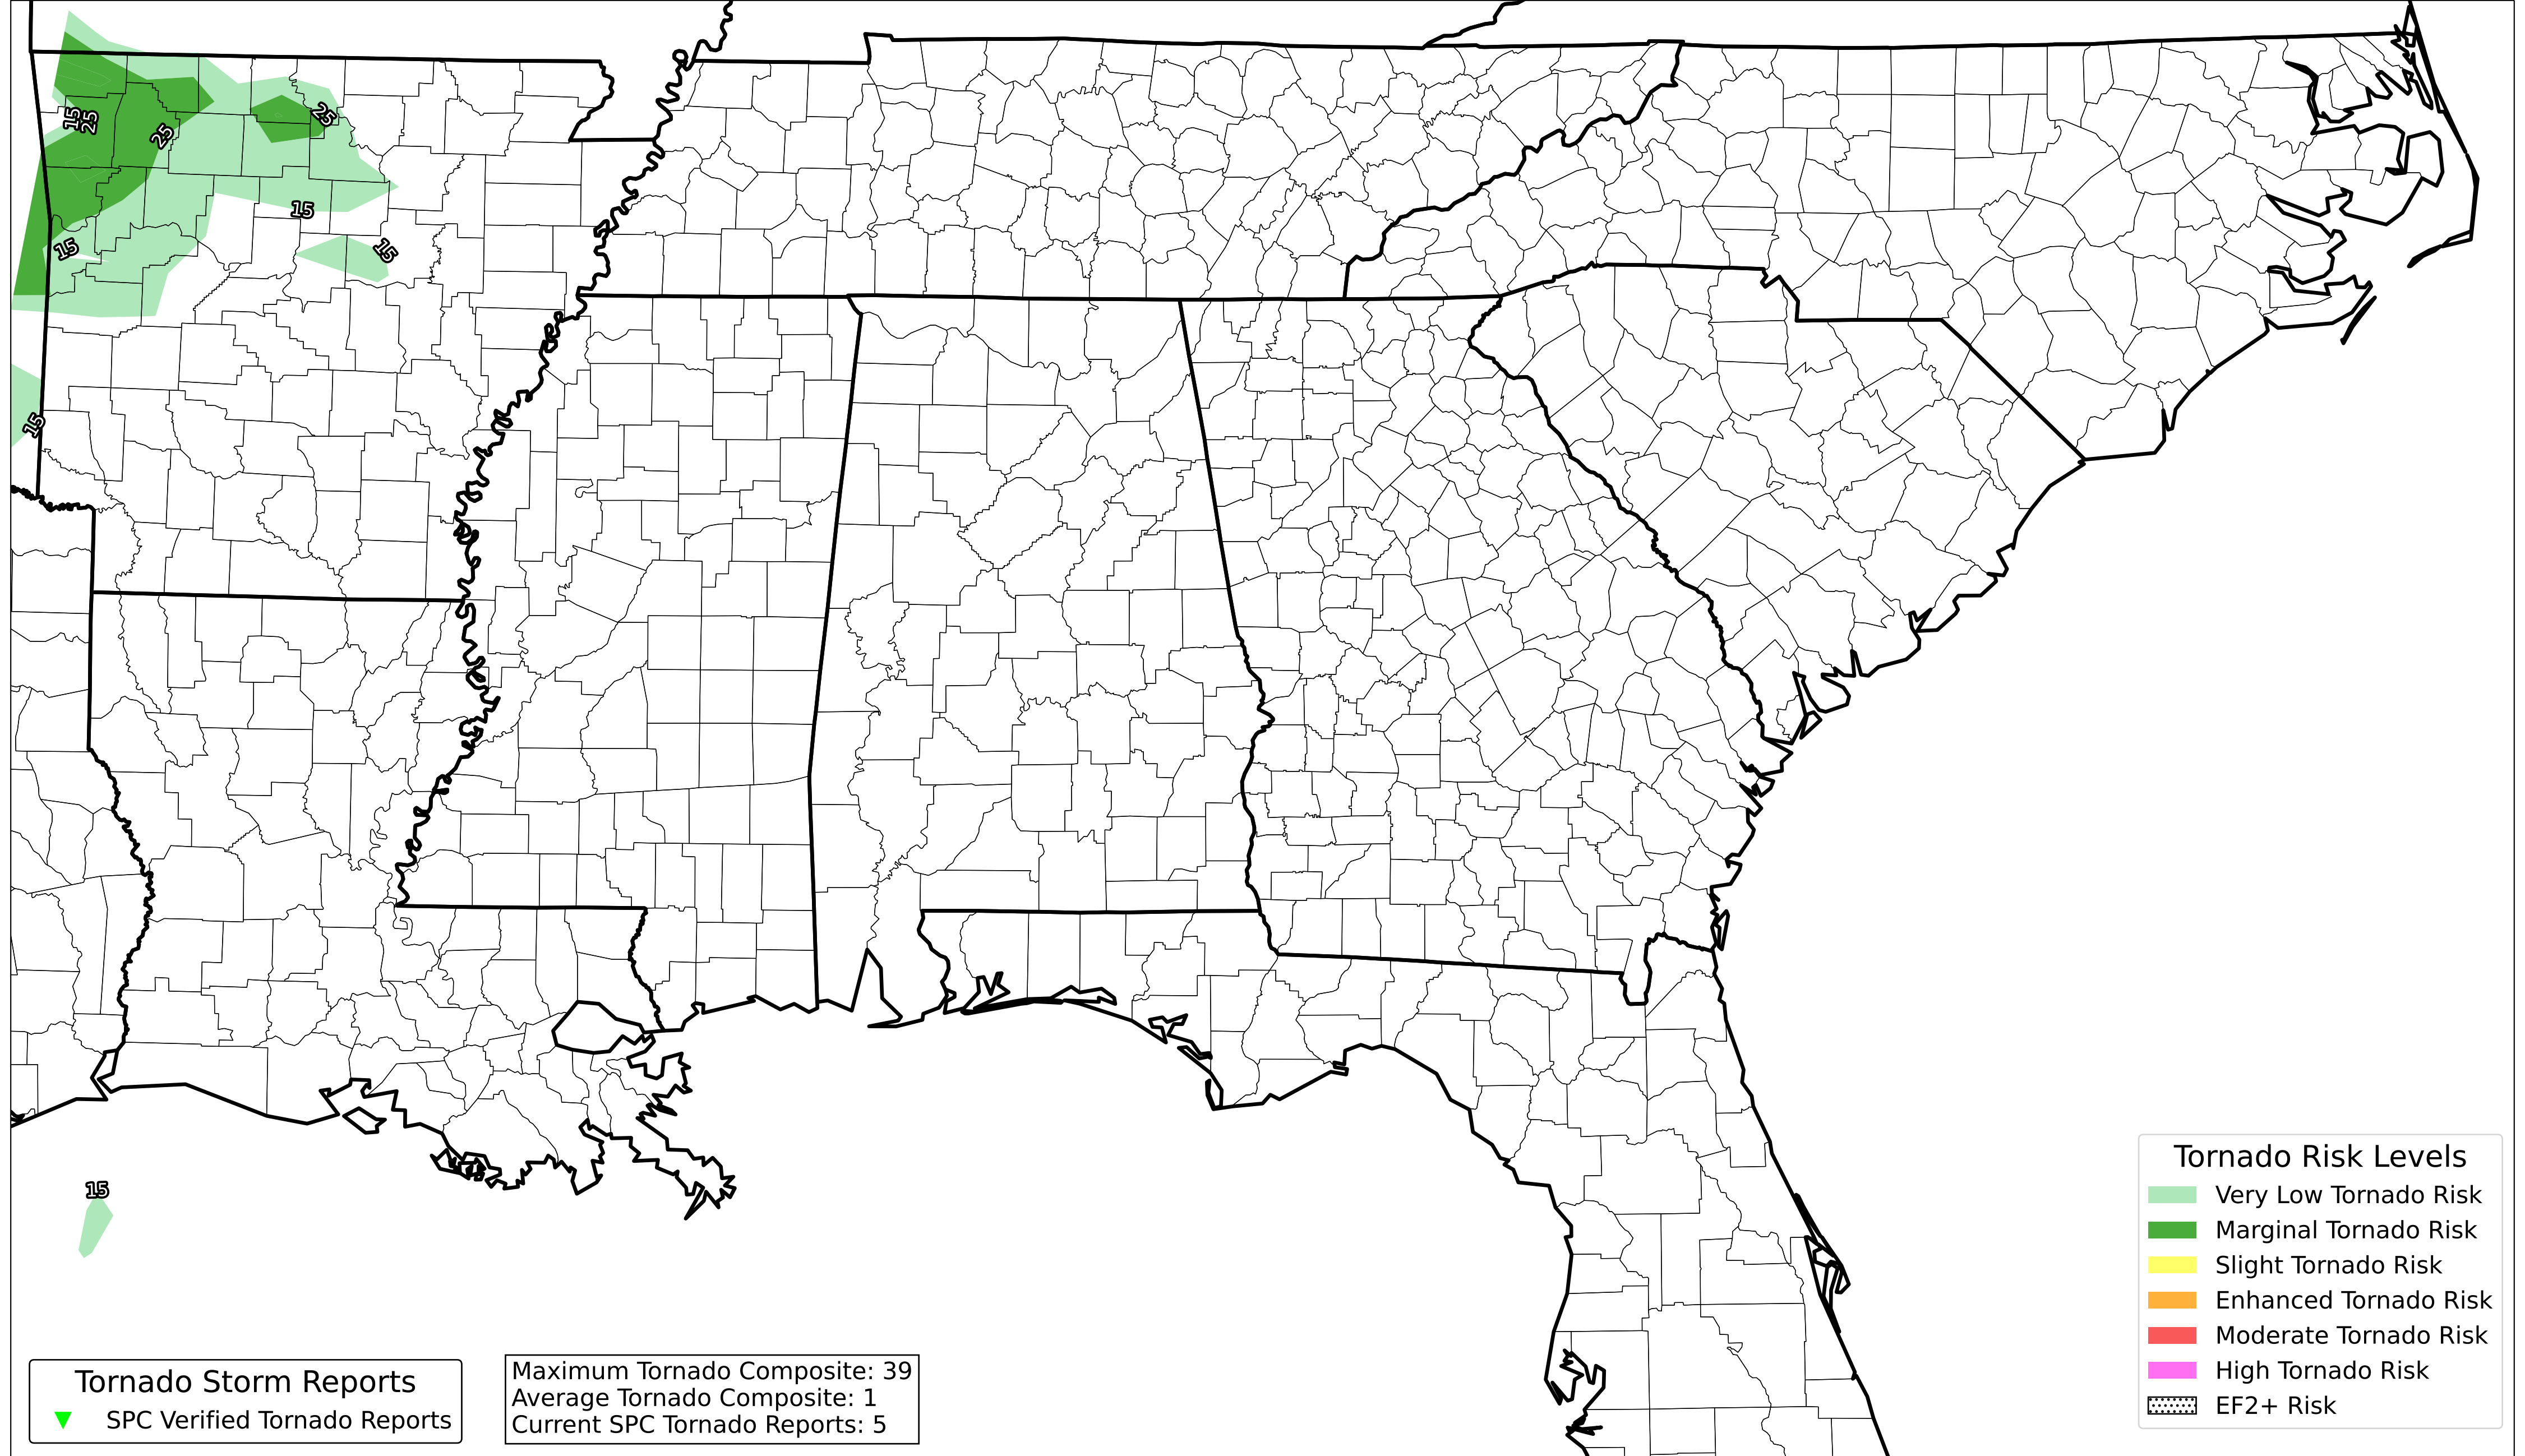 15
25
25
25
15
15
15
15
15
Tornado Storm Reports
SPC Verified Tornado Reports
Maximum Tornado Composite: 39
Average Tornado Composite: 1
Current SPC Tornado Reports: 5
Tornado Risk Levels
Very Low Tornado Risk
Marginal Tornado Risk
Slight Tornado Risk
Enhanced Tornado Risk
Moderate Tornado Risk
High Tornado Risk
EF2+ Risk